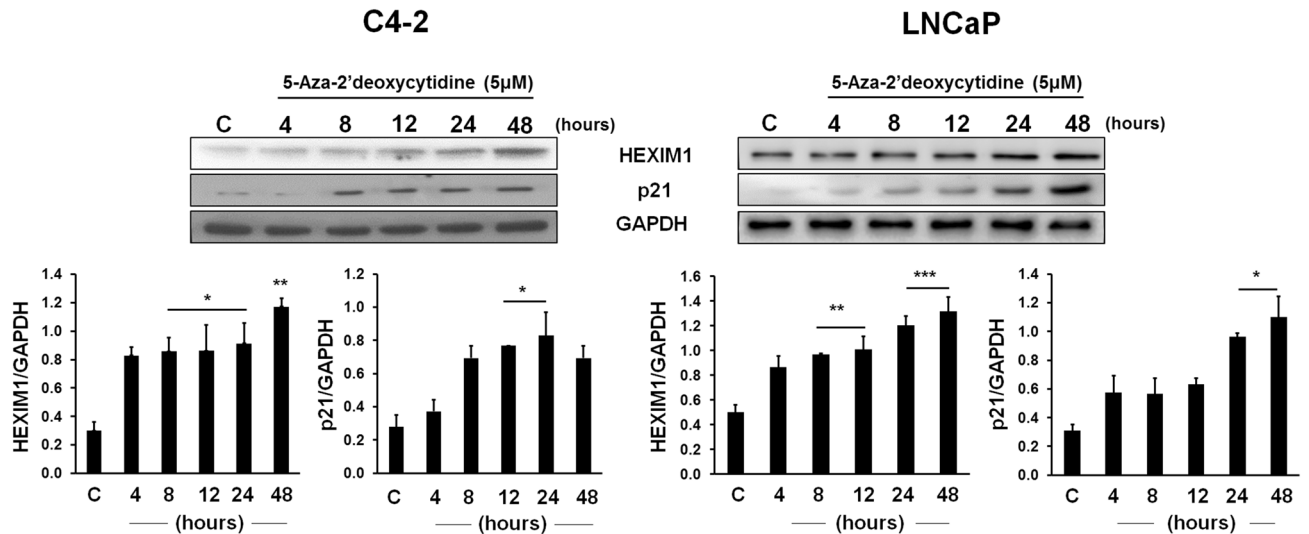 C4-2
LNCaP
5-Aza-2'deoxycytidine (5µM)
5-Aza-2'deoxycytidine (5µM)
C 4 8 12 24 48 (hours)
C 4 8 12 24 48 (hours)
HEXIM1
p21
GAPDH
HEXIM1/GAPDH
1.4
1.2
1.0
0.8
0.6
0.4
0.2
0.0
*
**
C 4 8 12 24 48
(hours)
p21/GAPDH
1.2
1.0
0.8
0.6
0.4
0.2
0.0
*
C 4 8 12 24 48
(hours)
HEXIM1/GAPDH
1.6
1.4
1.2
1.0
0.8
0.6
0.4
0.2
0.0
**
***
C 4 8 12 24 48
(hours)
p21/GAPDH
1.4
1.2
1.0
0.8
0.6
0.4
0.2
0.0
*
C 4 8 12 24 48
(hours)